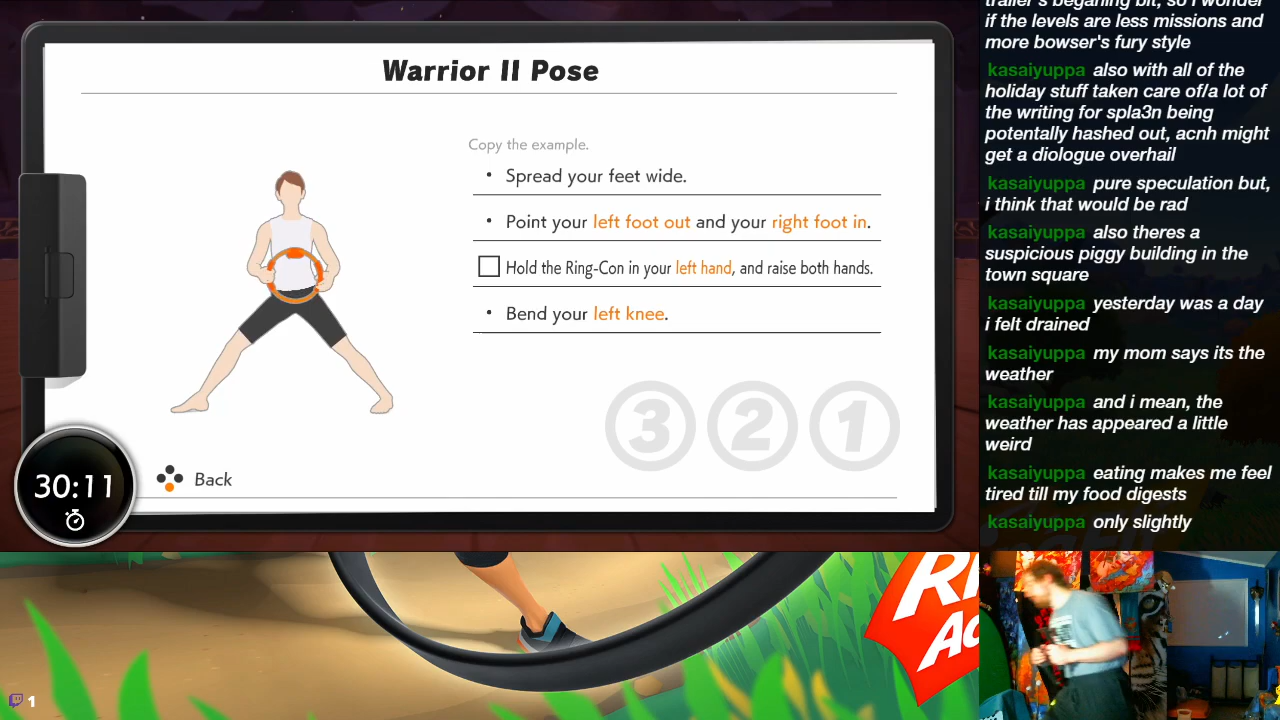 Warrior II Pose
Copy the example.
• Spread your feet wide.
• Point your left foot out and your right foot in.
Hold the Ring-Con in your left hand, and raise both hands.
• Bend your left knee.
3 2 1
30:11
Back
1
trailer's beganing bit, so i wonder
if the levels are less missions and
more bowser's fury style
kasaiyuppa also with all of the
holiday stuff taken care of/a lot of
the writing for spla3n being
potentally hashed out, acnh might
get a diologue overhail
kasaiyuppa pure speculation but,
i think that would be rad
kasaiyuppa also theres a
suspicious piggy building in the
town square
kasaiyuppa yesterday was a day
i felt drained
kasaiyuppa my mom says its the
weather
kasaiyuppa and i mean, the
weather has appeared a little
weird
kasaiyuppa eating makes me feel
tired till my food digests
kasaiyuppa only slightly